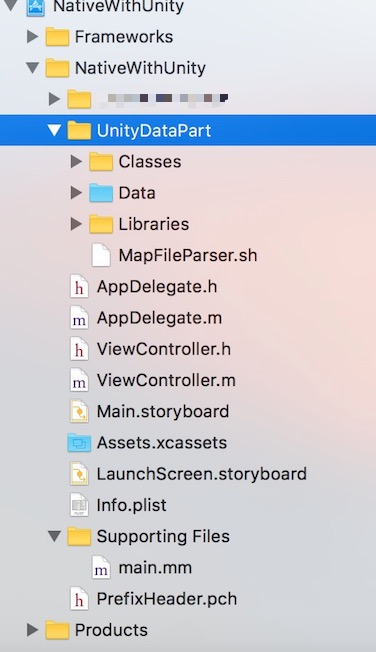 NativeWithUnity
Frameworks
NativeWithUnity
UnityDataPart
Classes
Data
Libraries
MapFileParser.sh
h AppDelegate.h
m AppDelegate.m
h ViewController.h
m ViewController.m
Main.storyboard
Assets.xcassets
LaunchScreen.storyboard
Info.plist
Supporting Files
m main.mm
h PrefixHeader.pch
Products